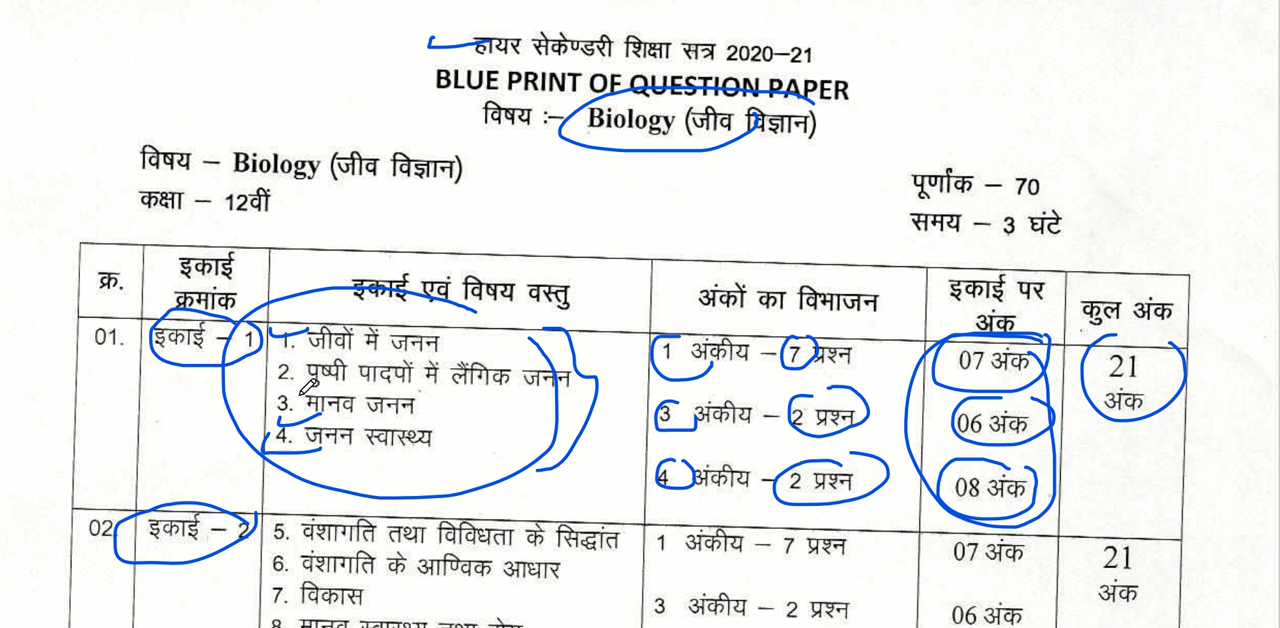 हायर सेकेण्डरी शिक्षा सत्र 2020–21
BLUE PRINT OF QUESTION PAPER
विषय :– Biology (जीव विज्ञान)
विषय – Biology (जीव विज्ञान)
पूर्णांक – 70
कक्षा – 12वीं
समय – 3 घंटे
क्र. इकाई क्रमांक इकाई एवं विषय वस्तु अंकों का विभाजन इकाई पर अंक कुल अंक
01. इकाई – 1 1. जीवों में जनन 1 अंकीय – 7 प्रश्न 07 अंक 21 अंक
2. पुष्पी पादपों में लैंगिक जनन
3. मानव जनन 3 अंकीय – 2 प्रश्न 06 अंक
4. जनन स्वास्थ्य
4 अंकीय – 2 प्रश्न 08 अंक
02 इकाई – 2 5. वंशागति तथा विविधता के सिद्धांत 1 अंकीय – 7 प्रश्न 07 अंक 21 अंक
6. वंशागति के आण्विक आधार
7. विकास 3 अंकीय – 2 प्रश्न 06 अंक
8. मानव स्वास्थ्य तथा रोग